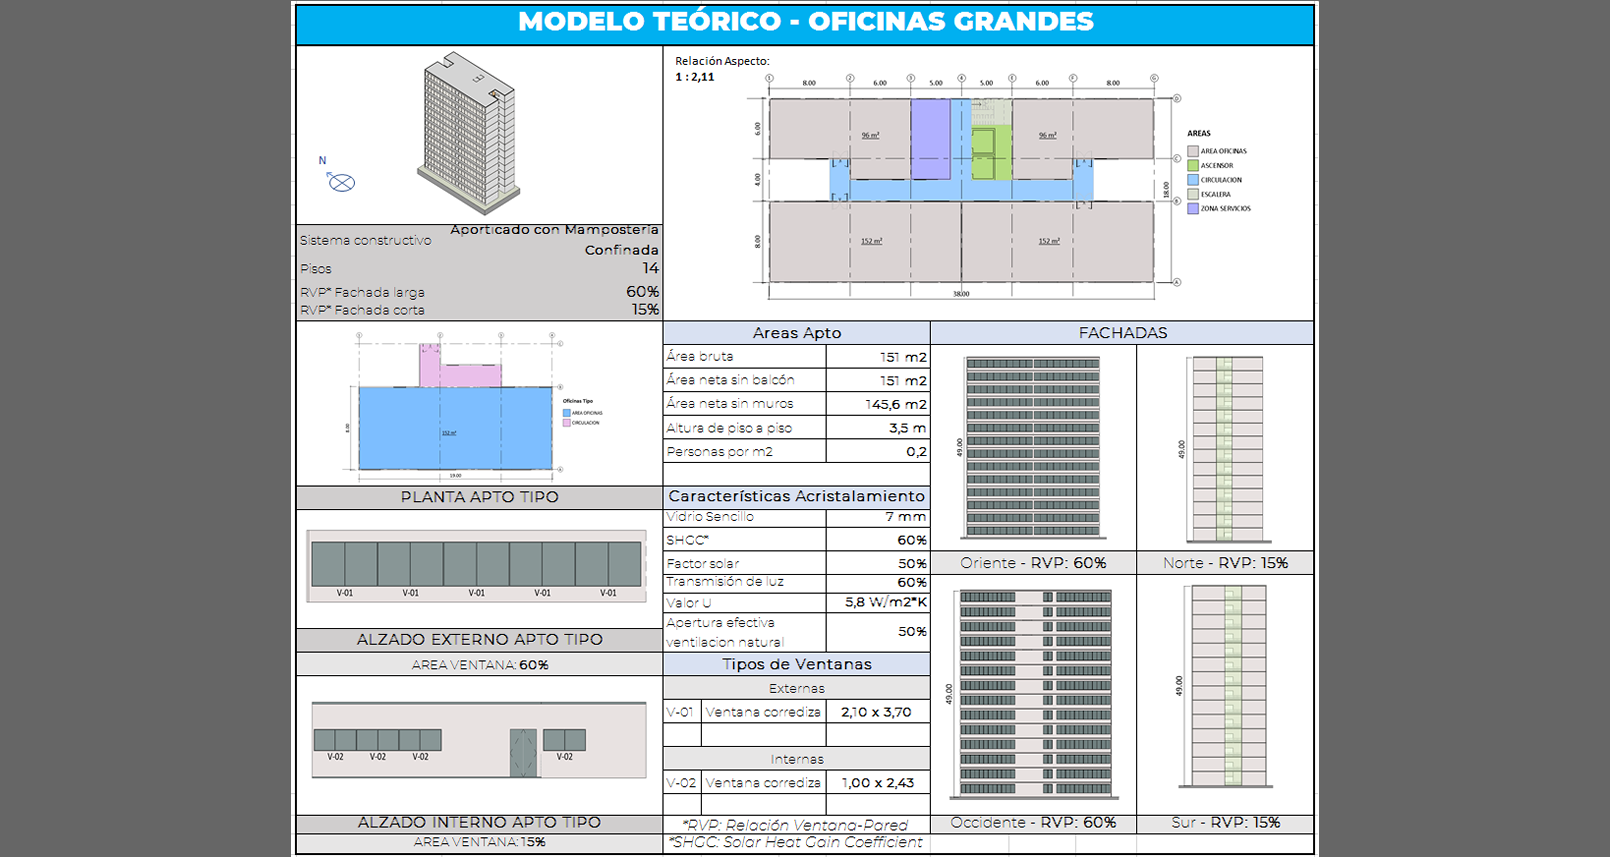 MODELO TEÓRICO - OFICINAS GRANDES
N
Sistema constructivo Aporticado con Mampostería Confinada
Pisos 14
RVP* Fachada larga 60%
RVP* Fachada corta 15%
Relación Aspecto:
1 : 2,11
8.00 6.00 5.00 5.00 6.00 8.00
6.00
4.00
8.00
18.00
38.00
96 m²
96 m²
152 m²
152 m²
AREAS
AREA OFICINAS
ASCENSOR
CIRCULACION
ESCALERA
ZONA SERVICIOS
8.00
152 m²
19.00
Oficinas Tipo
AREA OFICINAS
CIRCULACION
PLANTA APTO TIPO
V-01 V-01 V-01 V-01 V-01
ALZADO EXTERNO APTO TIPO
AREA VENTANA: 60%
V-02 V-02 V-02 V-02
ALZADO INTERNO APTO TIPO
AREA VENTANA: 15%
Areas Apto
Área bruta 151 m2
Área neta sin balcón 151 m2
Área neta sin muros 145,6 m2
Altura de piso a piso 3,5 m
Personas por m2 0,2
Características Acristalamiento
Vidrio Sencillo 7 mm
SHGC* 60%
Factor solar 50%
Transmisión de luz 60%
Valor U 5,8 W/m2*K
Apertura efectiva
ventilacion natural 50%
Tipos de Ventanas
Externas
V-01 Ventana corrediza 2,10 x 3,70
Internas
V-02 Ventana corrediza 1,00 x 2,43
*RVP: Relación Ventana-Pared
*SHGC: Solar Heat Gain Coefficient
FACHADAS
49.00
49.00
Oriente - RVP: 60%
Norte - RVP: 15%
49.00
49.00
Occidente - RVP: 60%
Sur - RVP: 15%